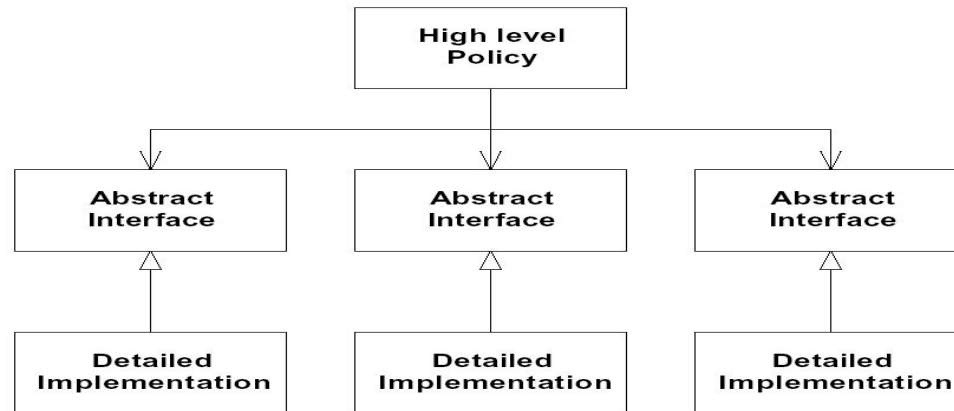 High level
Policy
Abstract
Interface
Abstract
Interface
Abstract
Interface
Detailed
Implementation
Detailed
Implementation
Detailed
Implementation